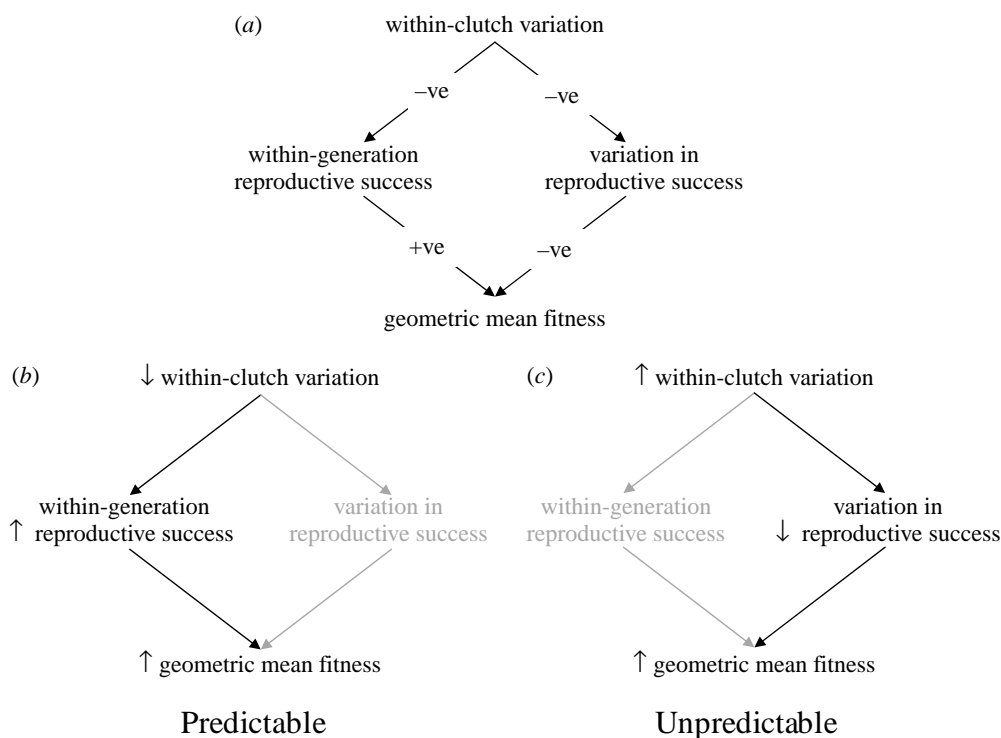 (a)
within-clutch variation
–ve –ve
within-generation variation in
reproductive success reproductive success
+ve –ve
geometric mean fitness
(b) ↓ within-clutch variation
(c) ↑ within-clutch variation
within-generation variation in
↑ reproductive success reproductive success
within-generation variation in
reproductive success ↓ reproductive success
↑ geometric mean fitness ↑ geometric mean fitness
Predictable Unpredictable